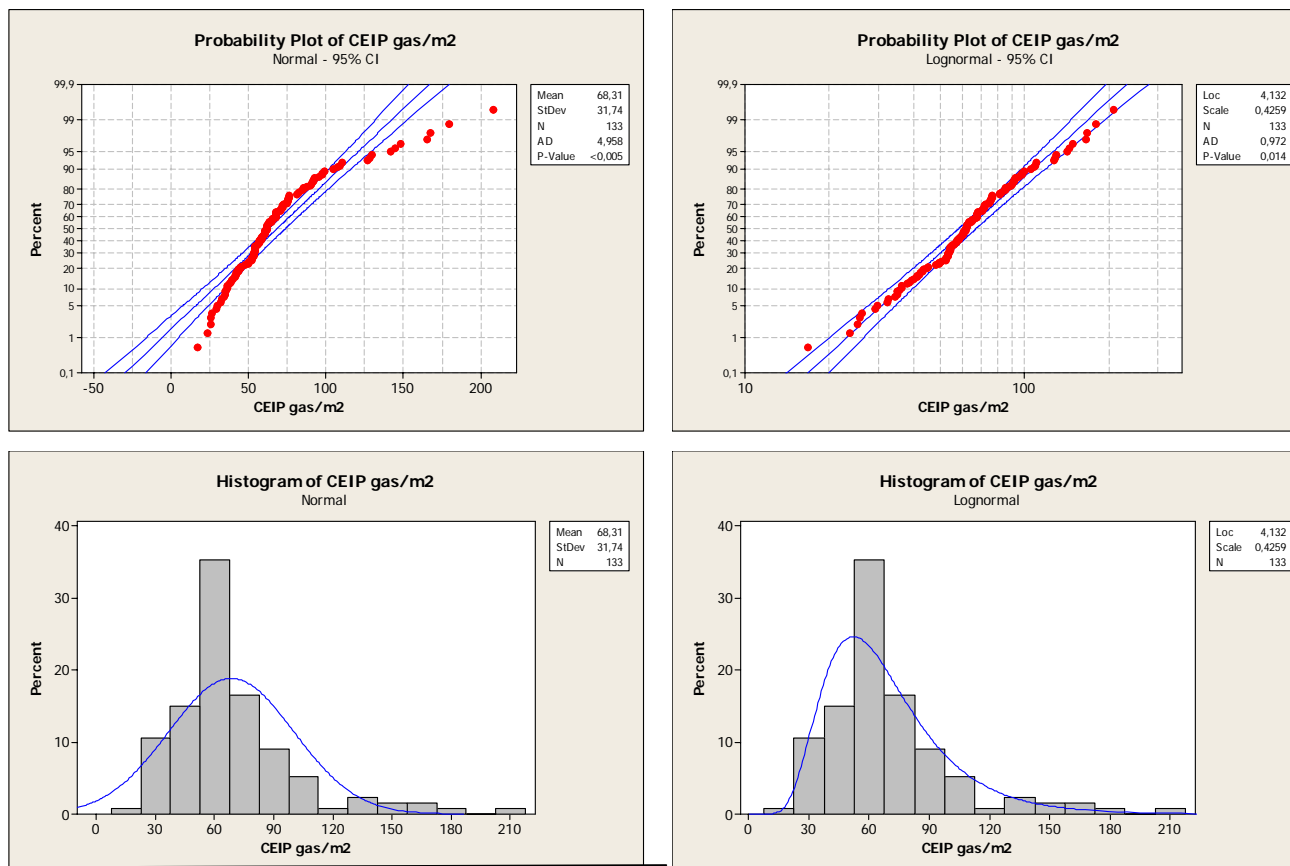 Probability Plot of CEIP gas/m2
Normal - 95% CI
99,9
99
95
90
80
70
60
50
40
30
20
10
5
1
0,1
Percent
-50 0 50 100 150 200
CEIP gas/m2
Mean 68,31
StDev 31,74
N 133
AD 4,958
P-Value <0,005
Probability Plot of CEIP gas/m2
Lognormal - 95% CI
99,9
99
95
90
80
70
60
50
40
30
20
10
5
1
0,1
Percent
10 100
CEIP gas/m2
Loc 4,132
Scale 0,4259
N 133
AD 0,972
P-Value 0,014
Histogram of CEIP gas/m2
Normal
40
30
20
10
0
Percent
0 30 60 90 120 150 180 210
CEIP gas/m2
Mean 68,31
StDev 31,74
N 133
Histogram of CEIP gas/m2
Lognormal
40
30
20
10
0
Percent
0 30 60 90 120 150 180 210
CEIP gas/m2
Loc 4,132
Scale 0,4259
N 133